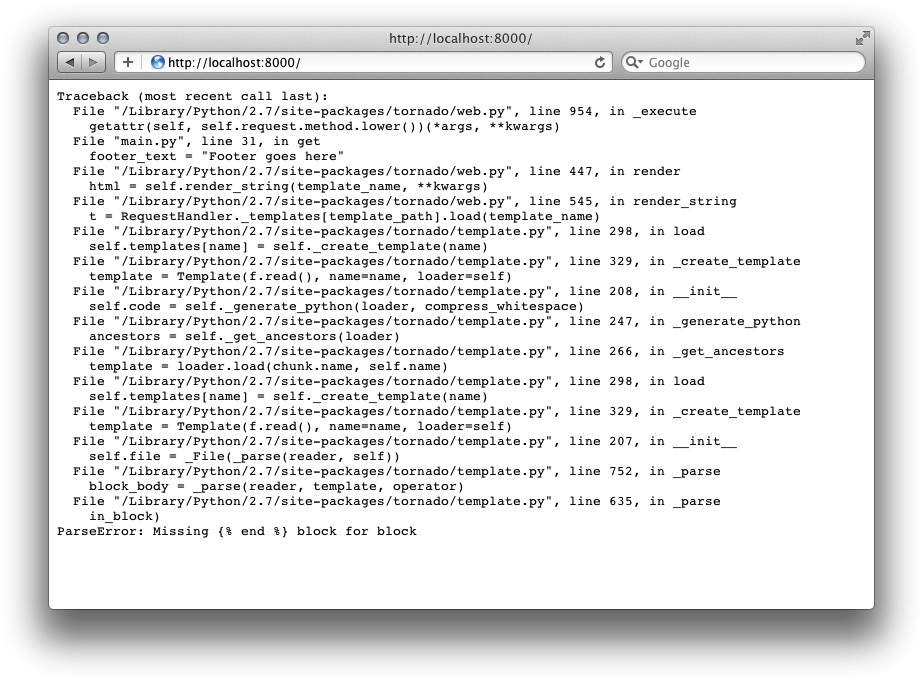 http://localhost:8000/
http://localhost:8000/
Google
Traceback (most recent call last):
  File "/Library/Python/2.7/site-packages/tornado/web.py", line 954, in _execute
    getattr(self, self.request.method.lower())(*args, **kwargs)
  File "main.py", line 31, in get
    footer_text = "Footer goes here"
  File "/Library/Python/2.7/site-packages/tornado/web.py", line 447, in render
    html = self.render_string(template_name, **kwargs)
  File "/Library/Python/2.7/site-packages/tornado/web.py", line 545, in render_string
    t = RequestHandler._templates[template_path].load(template_name)
  File "/Library/Python/2.7/site-packages/tornado/template.py", line 298, in load
    self.templates[name] = self._create_template(name)
  File "/Library/Python/2.7/site-packages/tornado/template.py", line 329, in _create_template
    template = Template(f.read(), name=name, loader=self)
  File "/Library/Python/2.7/site-packages/tornado/template.py", line 208, in __init__
    self.code = self._generate_python(loader, compress_whitespace)
  File "/Library/Python/2.7/site-packages/tornado/template.py", line 247, in _generate_python
    ancestors = self._get_ancestors(loader)
  File "/Library/Python/2.7/site-packages/tornado/template.py", line 266, in _get_ancestors
    template = loader.load(chunk.name, self.name)
  File "/Library/Python/2.7/site-packages/tornado/template.py", line 298, in load
    self.templates[name] = self._create_template(name)
  File "/Library/Python/2.7/site-packages/tornado/template.py", line 329, in _create_template
    template = Template(f.read(), name=name, loader=self)
  File "/Library/Python/2.7/site-packages/tornado/template.py", line 207, in __init__
    self.file = _File(_parse(reader, self))
  File "/Library/Python/2.7/site-packages/tornado/template.py", line 752, in _parse
    block_body = _parse(reader, template, operator)
  File "/Library/Python/2.7/site-packages/tornado/template.py", line 635, in _parse
    in_block)
ParseError: Missing {% end %} block for block